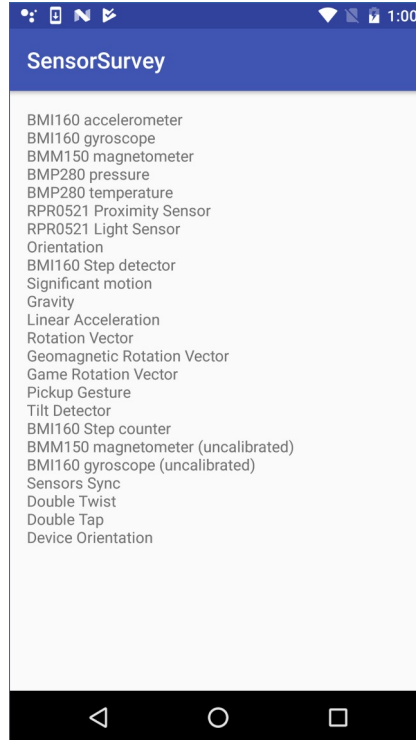 1:00
SensorSurvey
BMI160 accelerometer
BMI160 gyroscope
BMM150 magnetometer
BMP280 pressure
BMP280 temperature
RPR0521 Proximity Sensor
RPR0521 Light Sensor
Orientation
BMI160 Step detector
Significant motion
Gravity
Linear Acceleration
Rotation Vector
Geomagnetic Rotation Vector
Game Rotation Vector
Pickup Gesture
Tilt Detector
BMI160 Step counter
BMM150 magnetometer (uncalibrated)
BMI160 gyroscope (uncalibrated)
Sensors Sync
Double Twist
Double Tap
Device Orientation